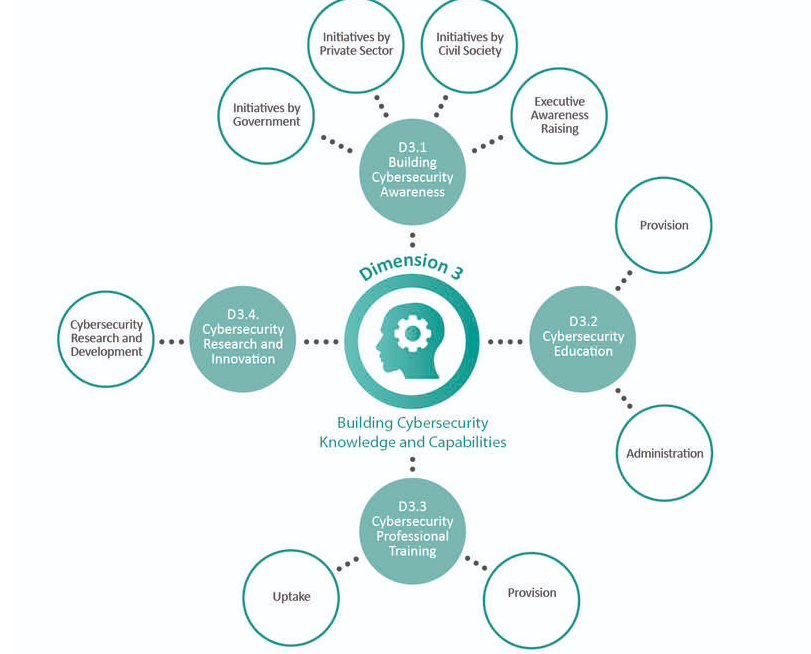 Initiatives by
Private Sector
Initiatives by
Civil Society
Initiatives by
Government
Executive
Awareness
Raising
D3.1
Building
Cybersecurity
Awareness
Provision
Dimension 3
D3.2
Cybersecurity
Education
D3.4.
Cybersecurity
Research and
Innovation
Cybersecurity
Research and
Development
Building Cybersecurity
Knowledge and Capabilities
Administration
D3.3
Cybersecurity
Professional
Training
Uptake
Provision